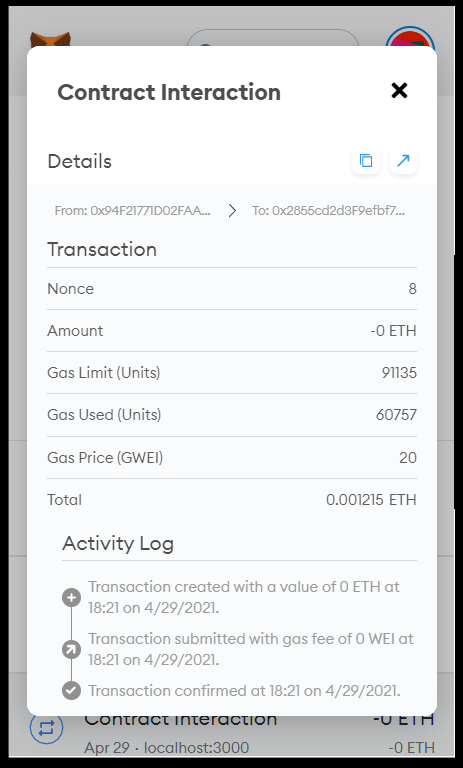 Contract Interaction
Details
From: 0x94F21771D02FAA... To: 0x2855cd2d3F9efbf7...
Transaction
Nonce 8
Amount -0 ETH
Gas Limit (Units) 91135
Gas Used (Units) 60757
Gas Price (GWEI) 20
Total 0.001215 ETH
Activity Log
Transaction created with a value of 0 ETH at
18:21 on 4/29/2021.
Transaction submitted with gas fee of 0 WEI at
18:21 on 4/29/2021.
Transaction confirmed at 18:21 on 4/29/2021.
Contract Interaction -0 ETH
Apr 29 · localhost:3000 -0 ETH